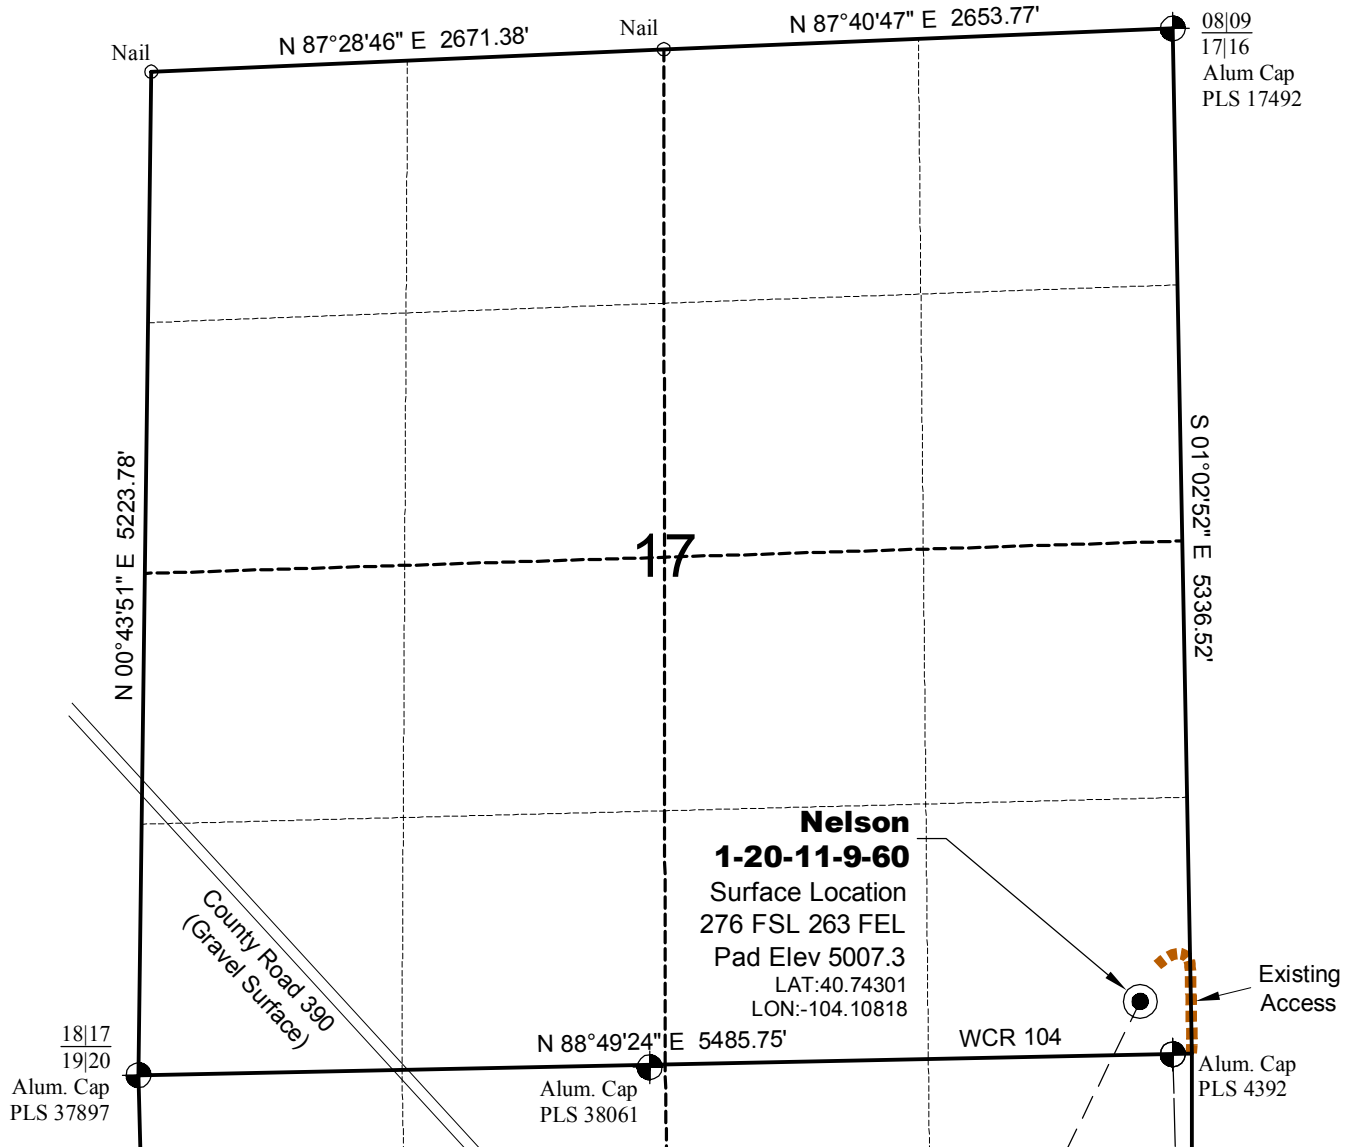 Nail
N 87°28'46" E 2671.38'
Nail
N 87°40'47" E 2653.77'
08|09
17|16
Alum Cap
PLS 17492
N 00°43'51" E 5223.78'
S 01°02'52" E 5336.52'
17
Nelson
1-20-11-9-60
Surface Location
276 FSL 263 FEL
Pad Elev 5007.3
LAT:40.74301
LON:-104.10818
County Road 390
(Gravel Surface)
Existing
Access
18|17
19|20
Alum. Cap
PLS 37897
N 88°49'24" E 5485.75'
WCR 104
Alum. Cap
PLS 38061
Alum. Cap
PLS 4392